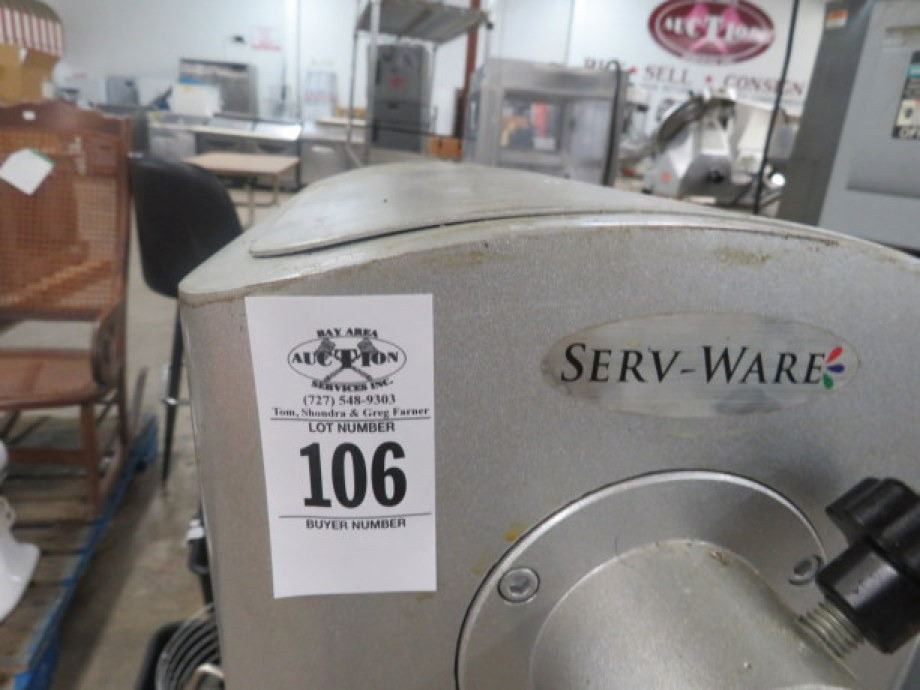 AUCTION
BUY • SELL • CONSIGN
BAY AREA
AUCTION
SERVICES INC.
(727) 548-9303
Tom, Shondra & Greg Farner
LOT NUMBER
106
BUYER NUMBER
SERV-WARE